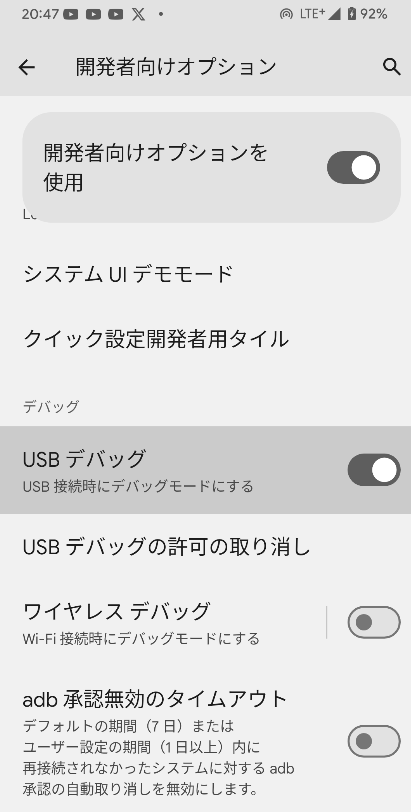 20:47 LTE+ 92%
開発者向けオプション
開発者向けオプションを
使用
システム UI デモモード
クイック設定開発者用タイル
デバッグ
USB デバッグ
USB 接続時にデバッグモードにする
USB デバッグの許可の取り消し
ワイヤレス デバッグ
Wi-Fi 接続時にデバッグモードにする
adb 承認無効のタイムアウト
デフォルトの期間（7 日）または
ユーザー設定の期間（1 日以上）内に
再接続されなかったシステムに対する adb
承認の自動取り消しを無効にします。